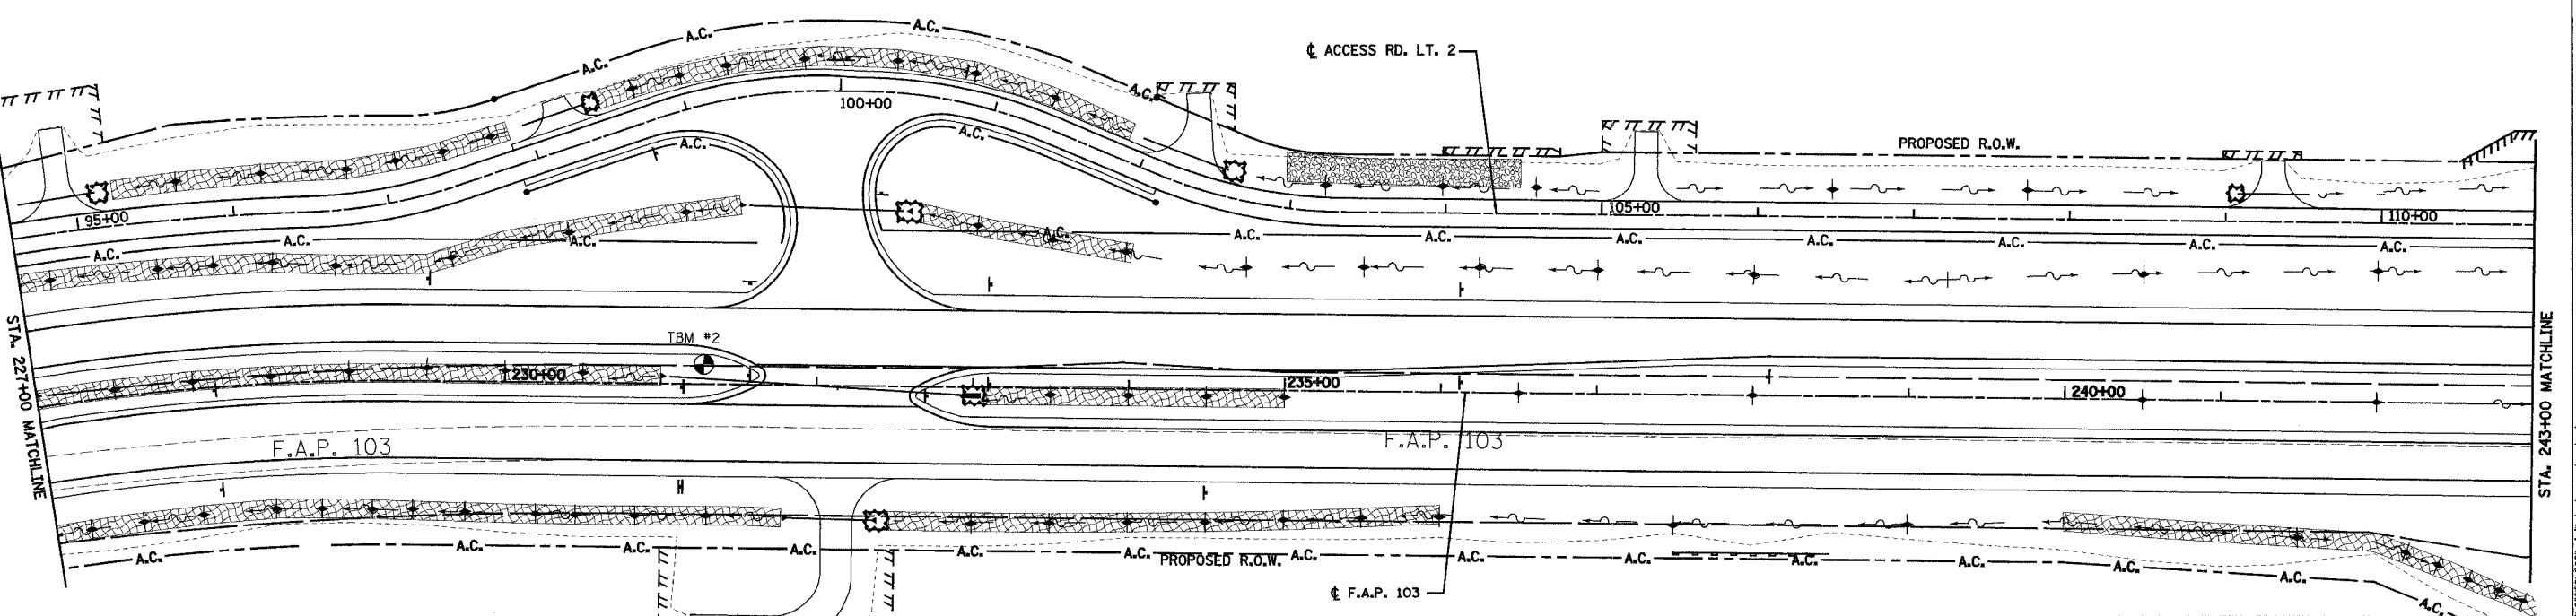 A.C.
A.C.
A.C.
℄ ACCESS RD. LT. 2
A.C.
100+00
A.C.
A.C.
PROPOSED R.O.W.
95+00
105+00
110+00
A.C.
A.C.
A.C.
A.C.
A.C.
A.C.
A.C.
A.C.
A.C.
A.C.
A.C.
STA. 227+00 MATCHLINE
TBM #2
230+00
235+00
240+00
STA. 243+00 MATCHLINE
F.A.P. 103
F.A.P. 103
A.C.
A.C.
A.C.
A.C.
A.C.
A.C.
PROPOSED R.O.W.
A.C.
A.C.
A.C.
A.C.
A.C.
A.C.
A.C.
A.C.
℄ F.A.P. 103